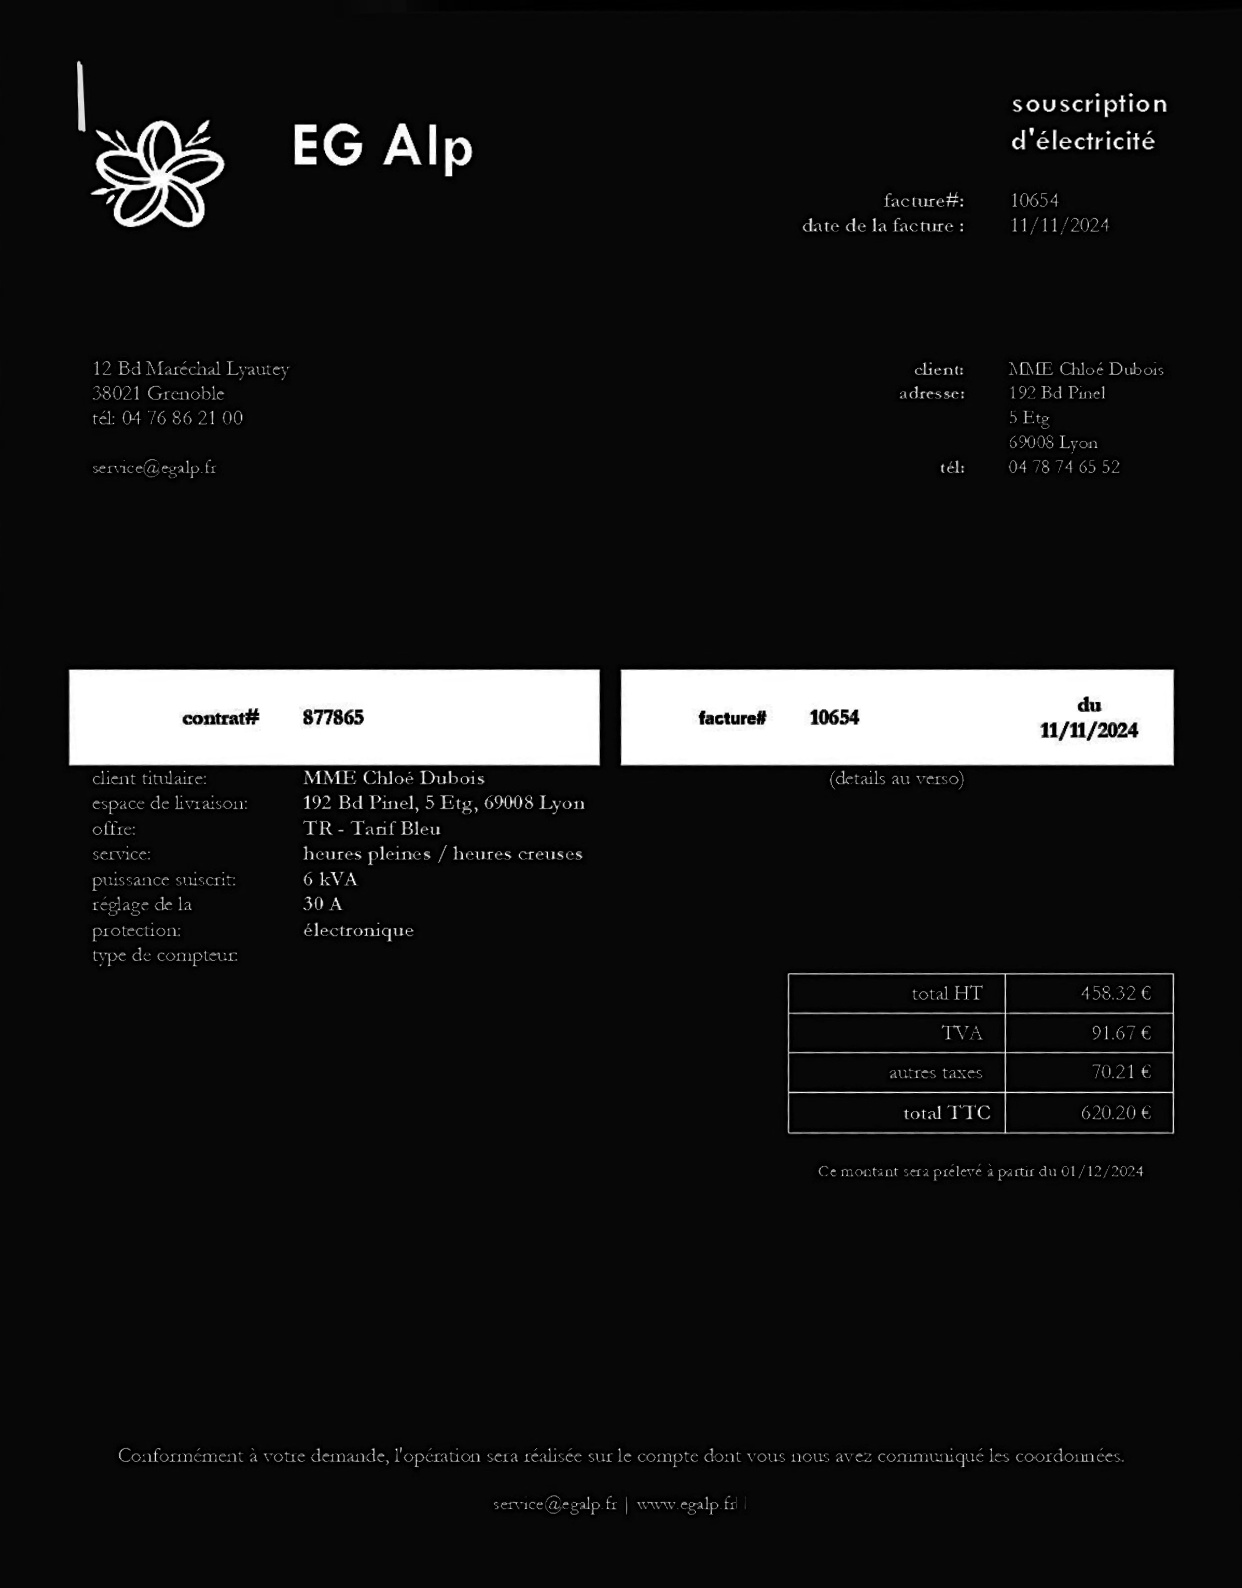 EG Alp
souscription
d'électricité
facture#: 10654
date de la facture : 11/11/2024
12 Bd Maréchal Lyautey
38021 Grenoble
tél: 04 76 86 21 00
service@egalp.fr
client: MME Chloé Dubois
adresse: 192 Bd Pinel
5 Etg
69008 Lyon
tél: 04 78 74 65 52
contrat# 877865
client titulaire: MME Chloé Dubois
espace de livraison: 192 Bd Pinel, 5 Etg, 69008 Lyon
offre: TR - Tarif Bleu
service: heures pleines / heures creuses
puissance suiscrit: 6 kVA
réglage de la 30 A
protection: électronique
type de compteur:
facture# 10654 du
11/11/2024
(details au verso)
total HT 458.32 €
TVA 91.67 €
autres taxes 70.21 €
total TTC 620.20 €
Ce montant sera prélevé à partir du 01/12/2024
Conformément à votre demande, l'opération sera réalisée sur le compte dont vous nous avez communiqué les coordonnées.
service@egalp.fr | www.egalp.fr |